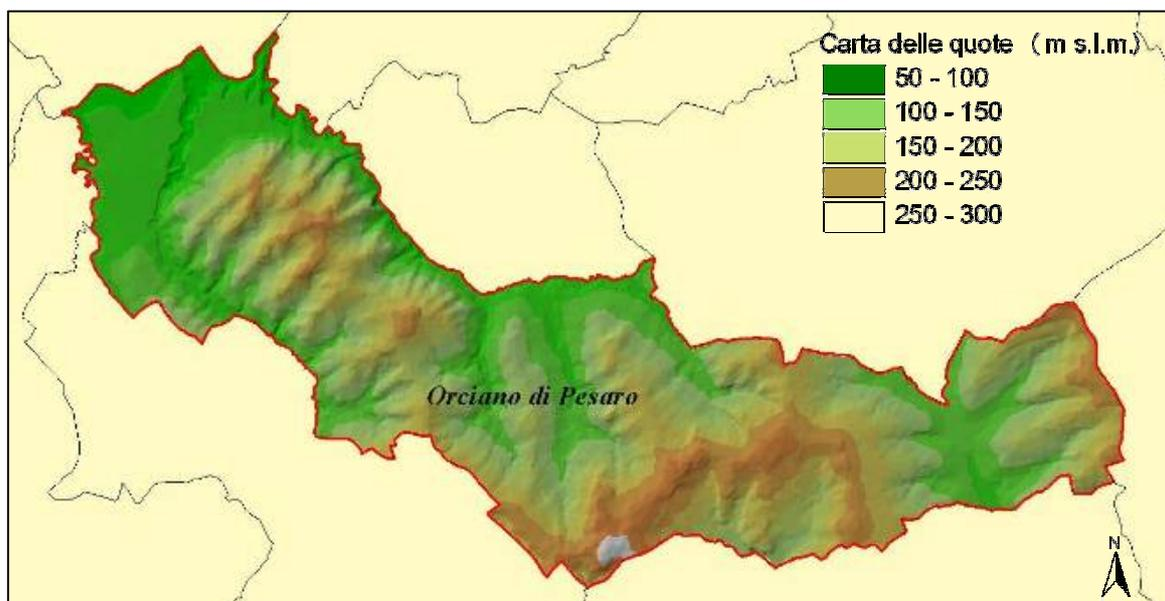 Carta delle quote (m s.l.m.)
50 - 100
100 - 150
150 - 200
200 - 250
250 - 300
Orciano di Pesaro
N